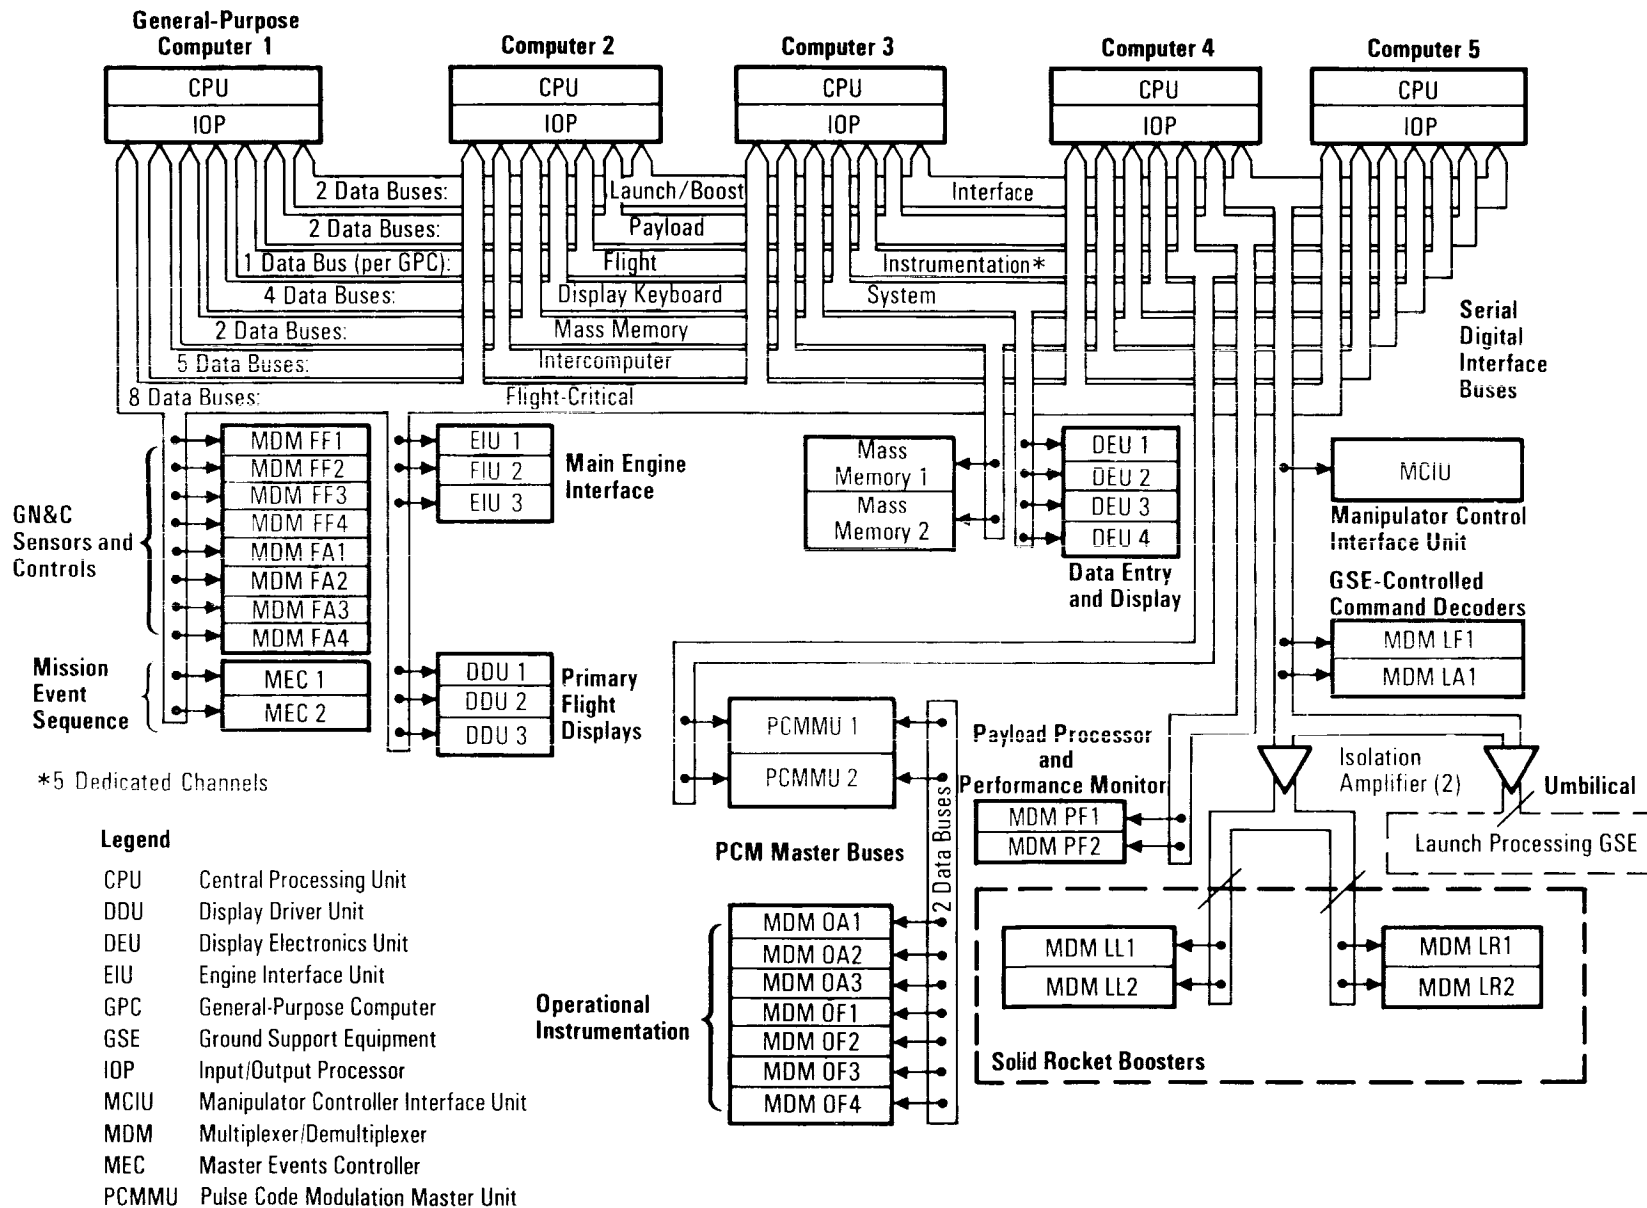 General-Purpose
Computer 1
Computer 2
Computer 3
Computer 4
Computer 5
CPU
IOP
CPU
IOP
CPU
IOP
CPU
IOP
CPU
IOP
2 Data Buses: Launch/Boost Interface
2 Data Buses: Payload
1 Data Bus (per GPC): Flight Instrumentation*
4 Data Buses: Display Keyboard System
2 Data Buses: Mass Memory
5 Data Buses: Intercomputer
8 Data Buses: Flight-Critical
Serial
Digital
Interface
Buses
GN&C
Sensors and
Controls
MDM FF1
MDM FF2
MDM FF3
MDM FF4
MDM FA1
MDM FA2
MDM FA3
MDM FA4
Mission
Event
Sequence
MEC 1
MEC 2
EIU 1
FIU 2
EIU 3
Main Engine
Interface
DDU 1
DDU 2
DDU 3
Primary
Flight
Displays
Mass
Memory 1
Mass
Memory 2
DEU 1
DEU 2
DEU 3
DEU 4
Data Entry
and Display
MCIU
Manipulator Control
Interface Unit
GSE-Controlled
Command Decoders
MDM LF1
MDM LA1
PCMMU 1
PCMMU 2
PCM Master Buses
2 Data Buses
Payload Processor
and
Performance Monitor
MDM PF1
MDM PF2
Isolation
Amplifier (2)
Umbilical
Launch Processing GSE
Operational
Instrumentation
MDM OA1
MDM OA2
MDM OA3
MDM OF1
MDM OF2
MDM OF3
MDM OF4
MDM LL1
MDM LL2
MDM LR1
MDM LR2
Solid Rocket Boosters
*5 Dedicated Channels
Legend
CPU Central Processing Unit
DDU Display Driver Unit
DEU Display Electronics Unit
EIU Engine Interface Unit
GPC General-Purpose Computer
GSE Ground Support Equipment
IOP Input/Output Processor
MCIU Manipulator Controller Interface Unit
MDM Multiplexer/Demultiplexer
MEC Master Events Controller
PCMMU Pulse Code Modulation Master Unit